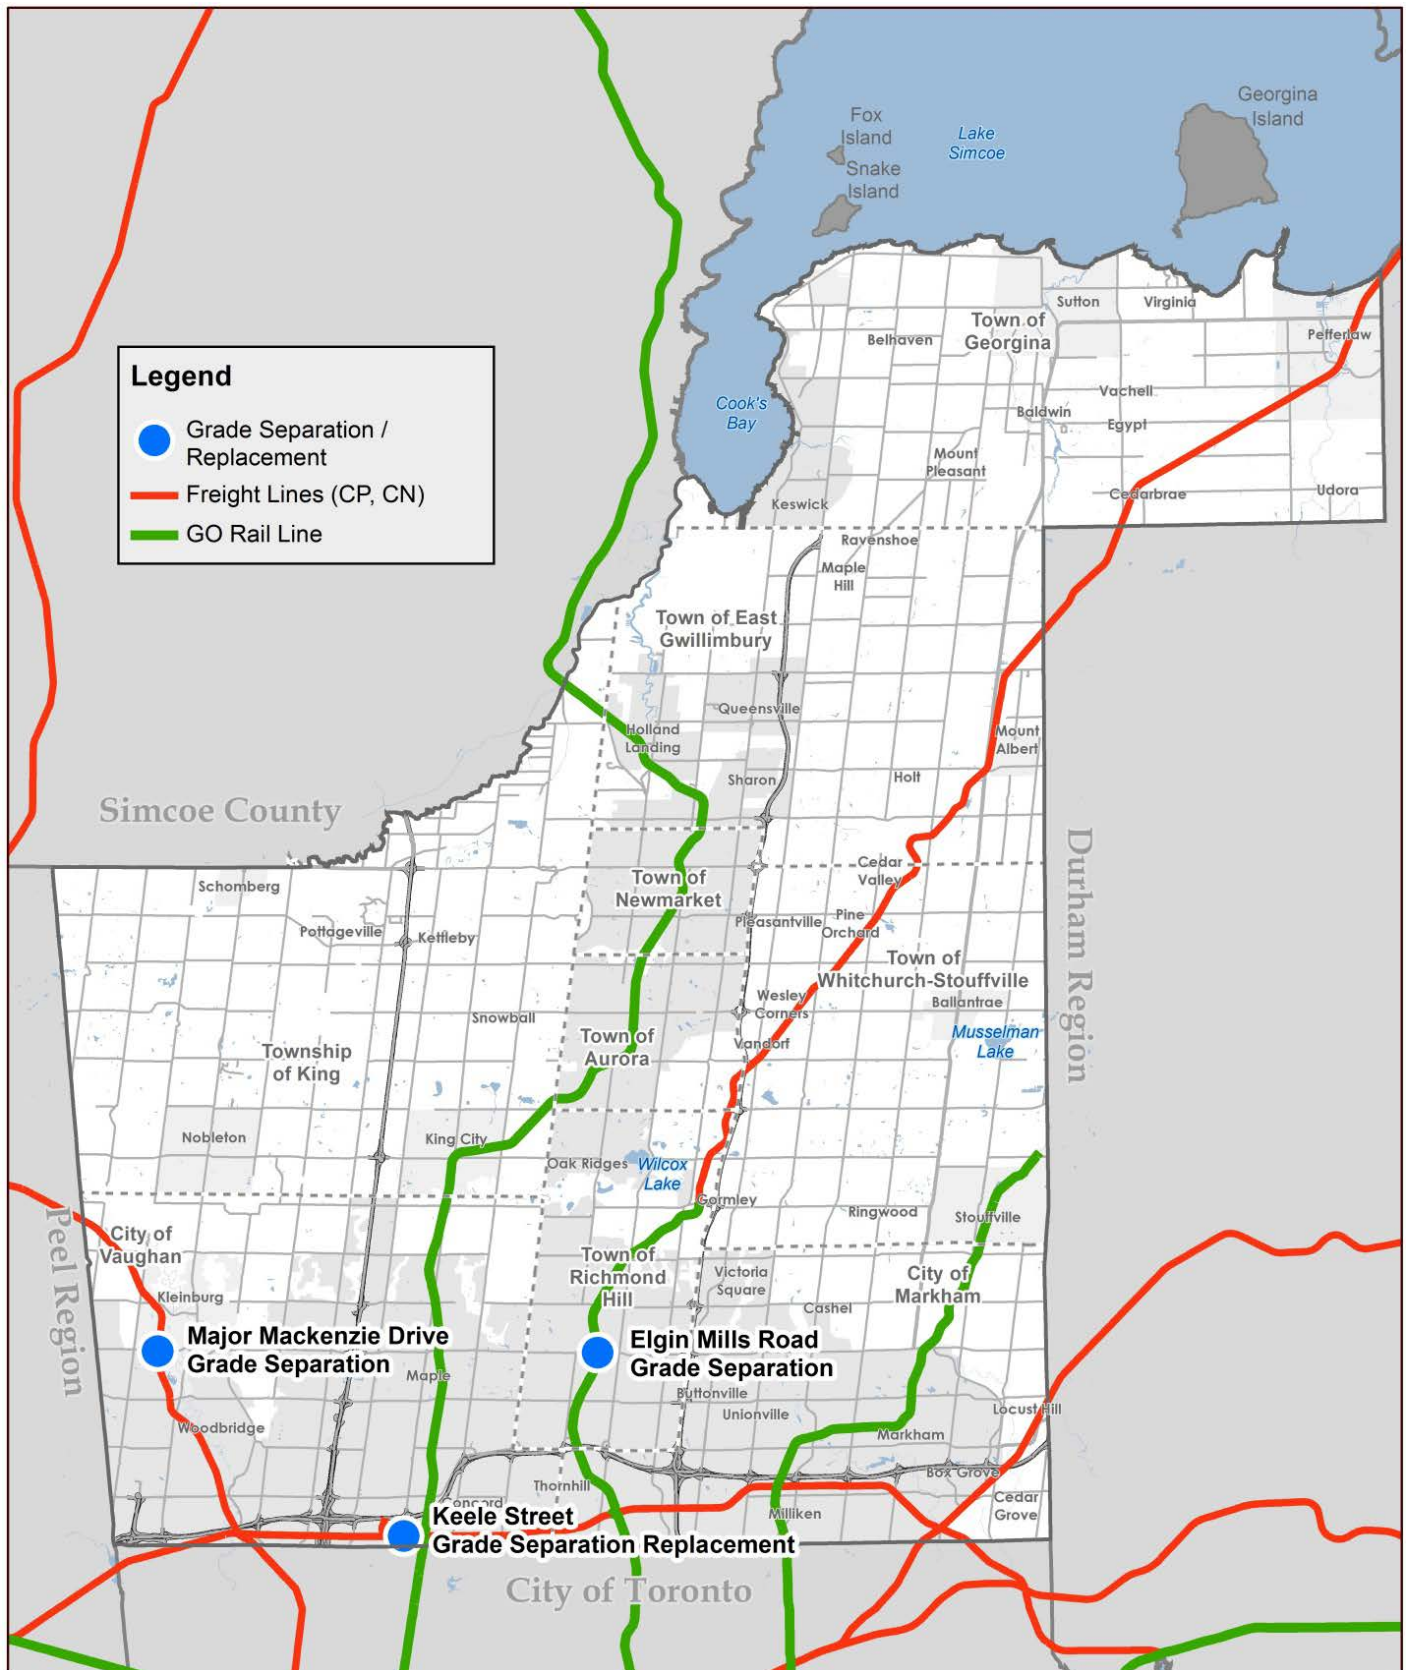 Georgina
Island
Fox
Island
Lake
Simcoe
Snake
Island
Sutton
Virginia
Town of
Georgina
Belhaven
Pefferlaw
Legend
Grade Separation /
Replacement
Freight Lines (CP, CN)
GO Rail Line
Cook's
Bay
Vachell
Baldwin
Egypt
Mount
Pleasant
Cedarbrae
Udora
Keswick
Ravenshoe
Maple
Hill
Town of East
Gwillimbury
Queensville
Holland
Landing
Mount
Albert
Sharon
Holt
Simcoe County
Durham Region
Cedar
Valley
Schomberg
Town of
Newmarket
Pottageville
Kettleby
Pleasantville
Pine
Orchard
Town of
Whitchurch-Stouffville
Wesley
Corners
Ballantrae
Snowball
Musselman
Lake
Town of
Aurora
Vandorf
Township
of King
Nobleton
King City
Oak Ridges
Wilcox
Lake
Gormley
Ringwood
Stouffville
Peel Region
City of
Vaughan
Town of
Richmond
Hill
Victoria
Square
City of
Markham
Kleinburg
Cashel
Major Mackenzie Drive
Grade Separation
Elgin Mills Road
Grade Separation
Maple
Buttonville
Unionville
Locust Hill
Woodbridge
Markham
Box Grove
Thornhill
Concord
Cedar
Grove
Milliken
Keele Street
Grade Separation Replacement
City of Toronto